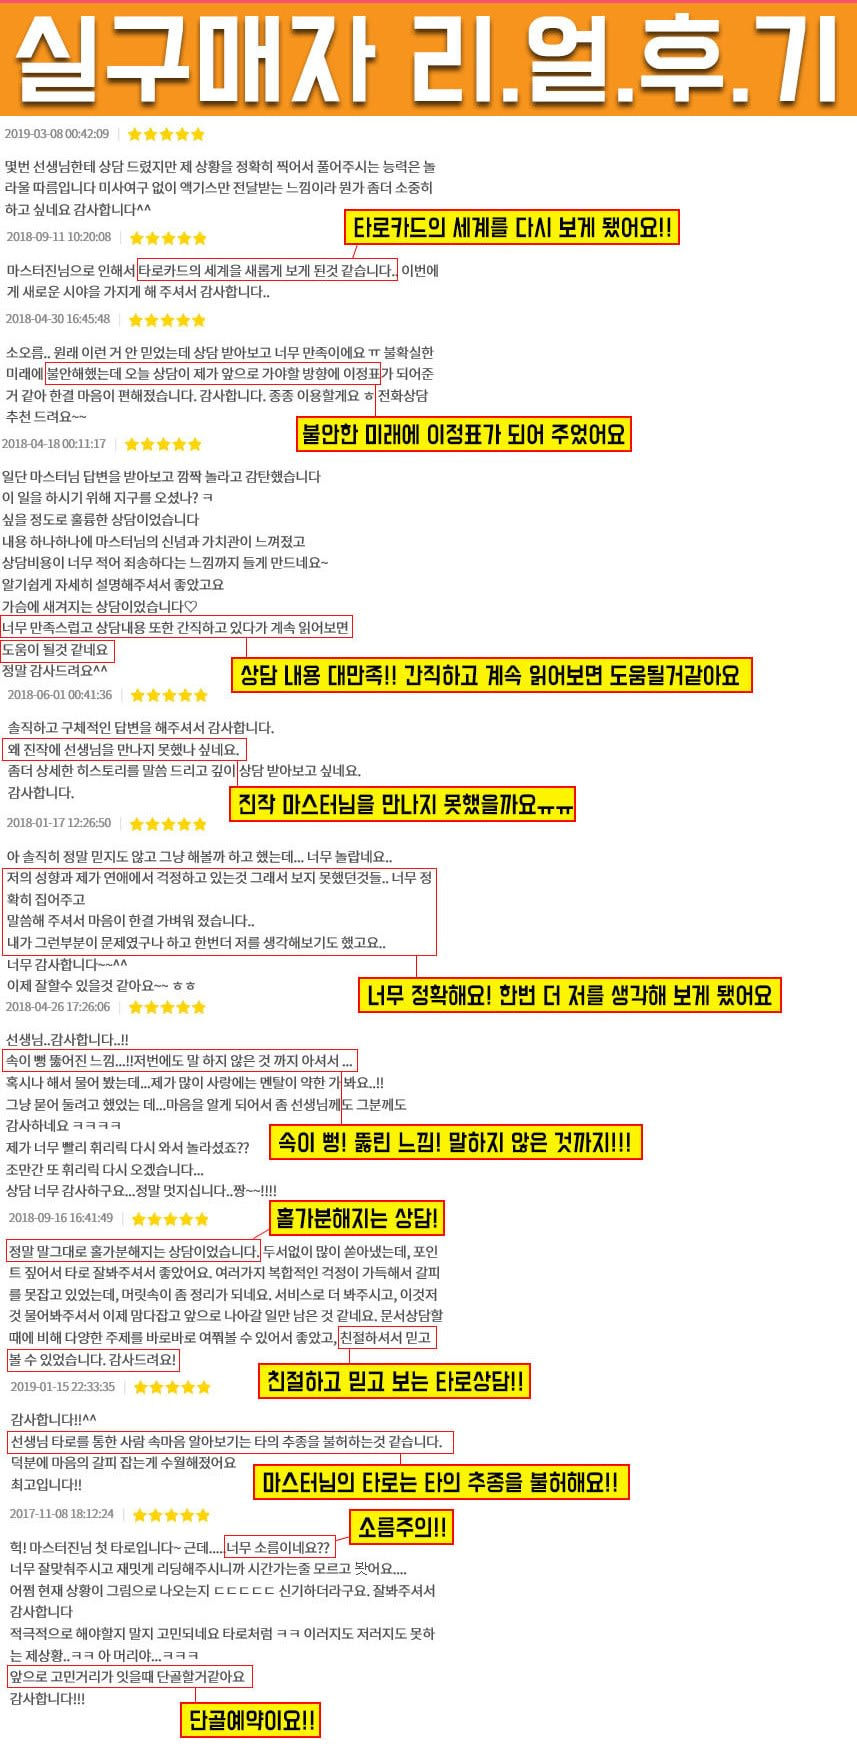 실구매자 리.얼.후.기
2019-03-08 00:42:09 | ★★★★★
몇번 선생님한테 상담 드렸지만 제 상황을 정확히 찍어서 풀어주시는 능력은 놀
라울 따름입니다 미사여구 없이 액기스만 전달받는 느낌이라 뭔가 좀더 소중히
하고 싶네요 감사합니다^^
타로카드의 세계를 다시 보게 됐어요!!
2018-09-11 10:20:08 | ★★★★★
마스터진님으로 인해서 타로카드의 세계을 새롭게 보게 된것 같습니다.. 이번에
게 새로운 시야을 가지게 해 주셔서 감사합니다..
2018-04-30 16:45:48 | ★★★★★
소오름.. 원래 이런 거 안 믿었는데 상담 받아보고 너무 만족이에요 ㅠ 불확실한
미래에 불안해했는데 오늘 상담이 제가 앞으로 가야할 방향에 이정표가 되어준
거 같아 한결 마음이 편해졌습니다. 감사합니다. 종종 이용할게요 ㅎ 전화상담
추천 드려요~~
불안한 미래에 이정표가 되어 주었어요
2018-04-18 00:11:17 | ★★★★★
일단 마스터님 답변을 받아보고 깜짝 놀라고 감탄했습니다
이 일을 하시기 위해 지구를 오셨나? ㅋ
싶을 정도로 훌륭한 상담이었습니다
내용 하나하나에 마스터님의 신념과 가치관이 느껴졌고
상담비용이 너무 적어 죄송하다는 느낌까지 들게 만드네요~
알기쉽게 자세히 설명해주셔서 좋았고요
가슴에 새겨지는 상담이었습니다♡
너무 만족스럽고 상담내용 또한 간직하고 있다가 계속 읽어보면
도움이 될것 같네요
정말 감사드려요^^
상담 내용 대만족!! 간직하고 계속 읽어보면 도움될거같아요
2018-06-01 00:41:36 | ★★★★★
솔직하고 구체적인 답변을 해주셔서 감사합니다.
왜 진작에 선생님을 만나지 못했나 싶네요.
좀더 상세한 히스토리를 말씀 드리고 깊이 상담 받아보고 싶네요.
감사합니다.
진작 마스터님을 만나지 못했을까요ㅠㅠ
2018-01-17 12:26:50 | ★★★★★
아 솔직히 정말 믿지도 않고 그냥 해볼까 하고 했는데... 너무 놀랍네요..
저의 성향과 제가 연애에서 걱정하고 있는것 그래서 보지 못했던것들.. 너무 정
확히 집어주고
말씀해 주셔서 마음이 한결 가벼워 졌습니다..
내가 그런부분이 문제였구나 하고 한번더 저를 생각해보기도 했고요..
너무 감사합니다~~^^
이제 잘할수 있을것 같아요~~ ㅎㅎ
너무 정확해요! 한번 더 저를 생각해 보게 됐어요
2018-04-26 17:26:06 | ★★★★★
선생님..감사합니다..!!
속이 뻥 뚫어진 느낌...!!저번에도 말 하지 않은 것 까지 아셔서 ...
혹시나 해서 물어 봤는데...제가 많이 사랑에는 멘탈이 약한 가봐요..!!
그냥 묻어 둘려고 했었는 데...마음을 알게 되어서 좀 선생님께도 그분께도
감사하네요 ㅋㅋㅋㅋ
제가 너무 빨리 휘리릭 다시 와서 놀라셨죠??
조만간 또 휘리릭 다시 오겠습니다...
상담 너무 감사하구요...정말 멋지십니다..짱~~!!!!
속이 뻥! 뚫린 느낌! 말하지 않은 것까지!!!
2018-09-16 16:41:49 | ★★★★★
홀가분해지는 상담!
정말 말그대로 홀가분해지는 상담이었습니다. 두서없이 많이 쏟아냈는데, 포인
트 짚어서 타로 잘봐주셔서 좋았어요. 여러가지 복합적인 걱정이 가득해서 갈피
를 못잡고 있었는데, 머릿속이 좀 정리가 되네요. 서비스로 더 봐주시고, 이것저
것 물어봐주셔서 이제 맘다잡고 앞으로 나아갈 일만 남은 것 같네요. 문서상담할
때에 비해 다양한 주제를 바로바로 여쭤볼 수 있어서 좋았고, 친절하셔서 믿고
볼 수 있었습니다. 감사드려요!
친절하고 믿고 보는 타로상담!!
2019-01-15 22:33:35 | ★★★★★
감사합니다!!^^
선생님 타로를 통한 사람 속마음 알아보기는 타의 추종을 불허하는것 같습니다.
덕분에 마음의 갈피 잡는게 수월해졌어요
최고입니다!!
마스터님의 타로는 타의 추종을 불허해요!!
2017-11-08 18:12:24 | ★★★★★
소름주의!!
헉! 마스터진님 첫 타로입니다~ 근데.....너무 소름이네요??
너무 잘맞춰주시고 재밋게 리딩해주시니까 시간가는줄 모르고 봣어요....
어쩜 현재 상황이 그림으로 나오는지 ㄷㄷㄷㄷㄷ 신기하더라구요. 잘봐주셔서
감사합니다
적극적으로 해야할지 말지 고민되네요 타로처럼 ㅋㅋ 이러지도 저러지도 못하
는 제상황..ㅋㅋ 아 머리야...ㅋㅋㅋ
앞으로 고민거리가 잇을때 단골할거같아요
감사합니다!!!
단골예약이요!!